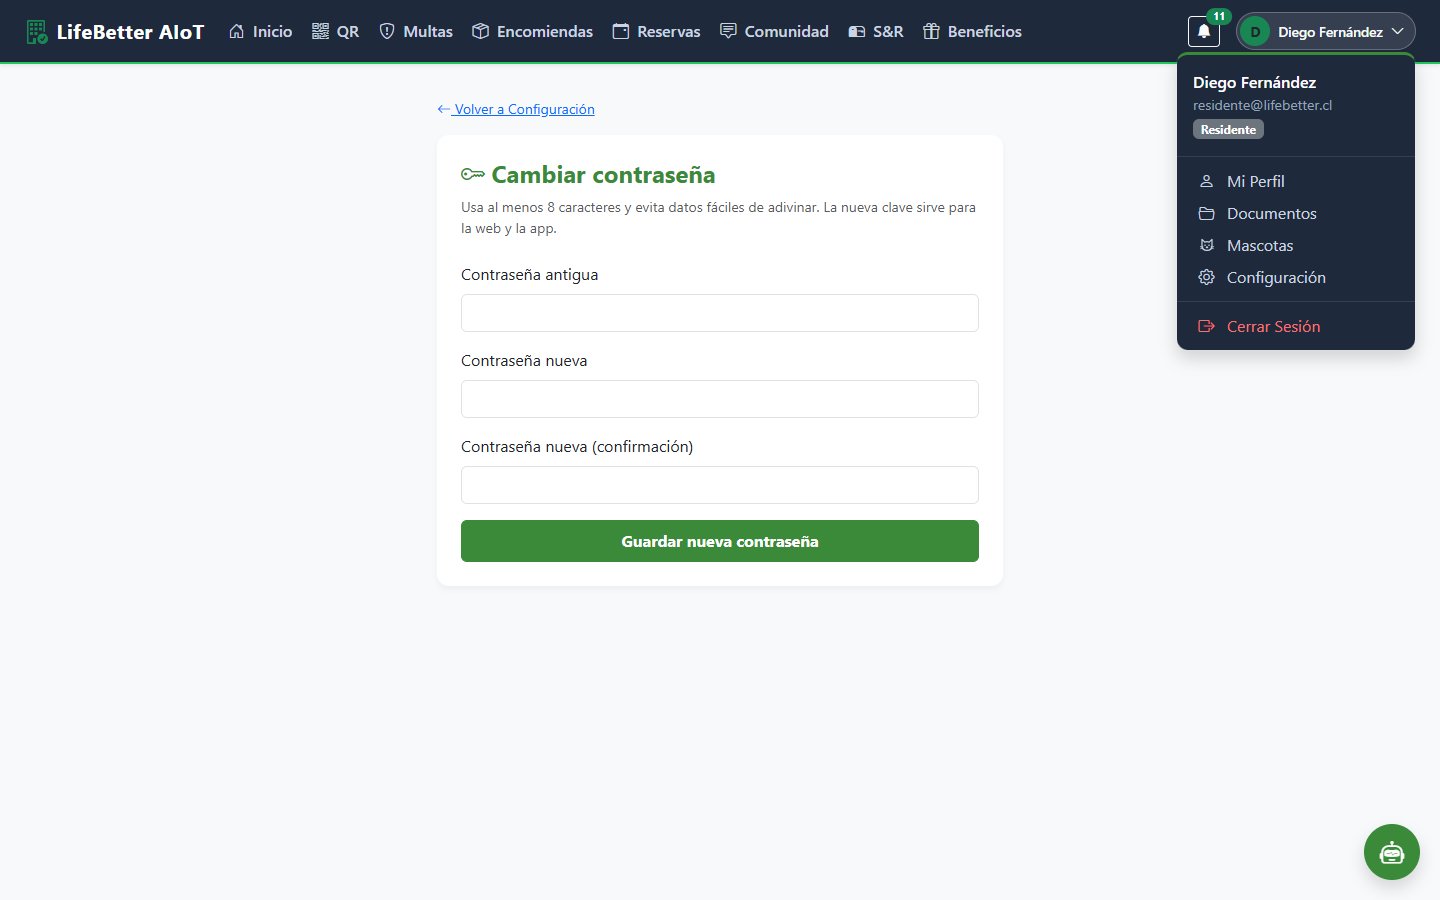 LifeBetter AIoT
Inicio
QR
Multas
Encomiendas
Reservas
Comunidad
S&R
Beneficios
11
D
Diego Fernández
Diego Fernández
residente@lifebetter.cl
Residente
Mi Perfil
Documentos
Mascotas
Configuración
Cerrar Sesión
← Volver a Configuración
Cambiar contraseña
Usa al menos 8 caracteres y evita datos fáciles de adivinar. La nueva clave sirve para
la web y la app.
Contraseña antigua
Contraseña nueva
Contraseña nueva (confirmación)
Guardar nueva contraseña